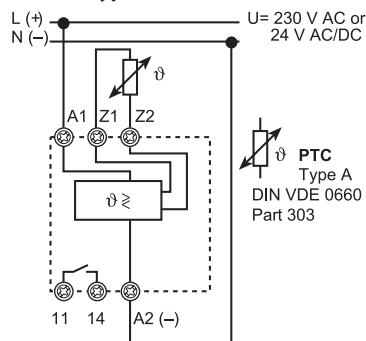 L (+)
U= 230 V AC or
N (–)
24 V AC/DC
ϑ
A1 Z1 Z2
ϑ PTC
Type A
DIN VDE 0660
Part 303
ϑ ≷
11 14 A2 (–)